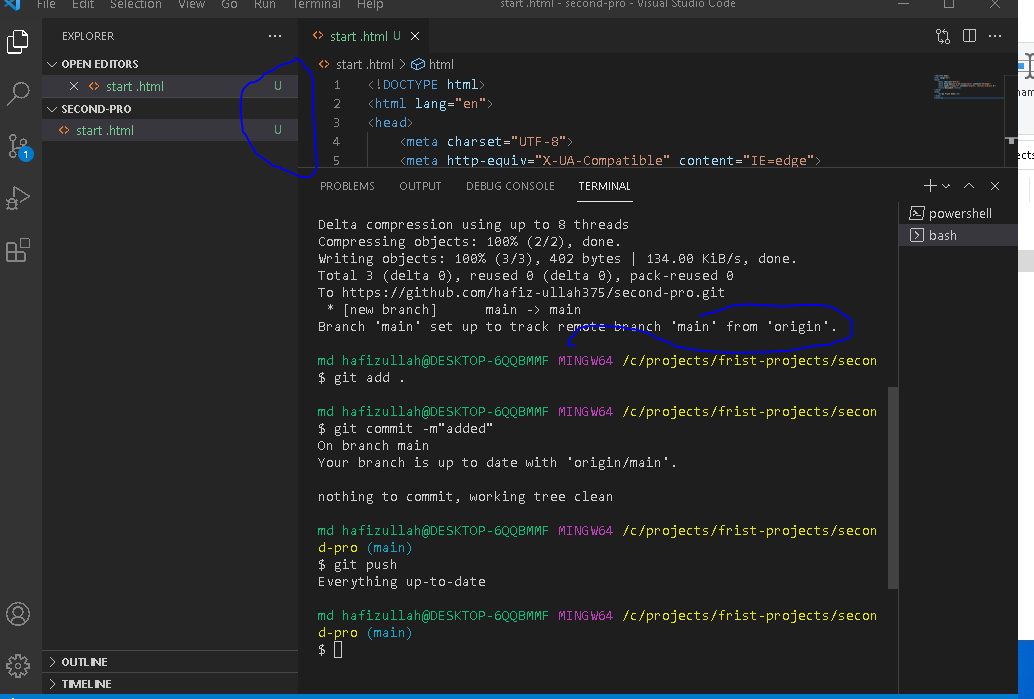 File Edit Selection View Go Run Terminal Help start .html - second-pro - Visual Studio Code
EXPLORER
start .html U
OPEN EDITORS
start .html U
SECOND-PRO
start .html U
start .html > html
1 <!DOCTYPE html>
2 <html lang="en">
3 <head>
4 <meta charset="UTF-8">
5 <meta http-equiv="X-UA-Compatible" content="IE=edge">
1
PROBLEMS OUTPUT DEBUG CONSOLE TERMINAL
powershell
bash
Delta compression using up to 8 threads
Compressing objects: 100% (2/2), done.
Writing objects: 100% (3/3), 402 bytes | 134.00 KiB/s, done.
Total 3 (delta 0), reused 0 (delta 0), pack-reused 0
To https://github.com/hafiz-ullah375/second-pro.git
* [new branch] main -> main
Branch 'main' set up to track remote branch 'main' from 'origin'.
md hafizullah@DESKTOP-6QQBMMF MINGW64 /c/projects/frist-projects/secon
$ git add .
md hafizullah@DESKTOP-6QQBMMF MINGW64 /c/projects/frist-projects/secon
$ git commit -m"added"
On branch main
Your branch is up to date with 'origin/main'.
nothing to commit, working tree clean
md hafizullah@DESKTOP-6QQBMMF MINGW64 /c/projects/frist-projects/secon
d-pro (main)
$ git push
Everything up-to-date
md hafizullah@DESKTOP-6QQBMMF MINGW64 /c/projects/frist-projects/secon
d-pro (main)
$
OUTLINE
TIMELINE